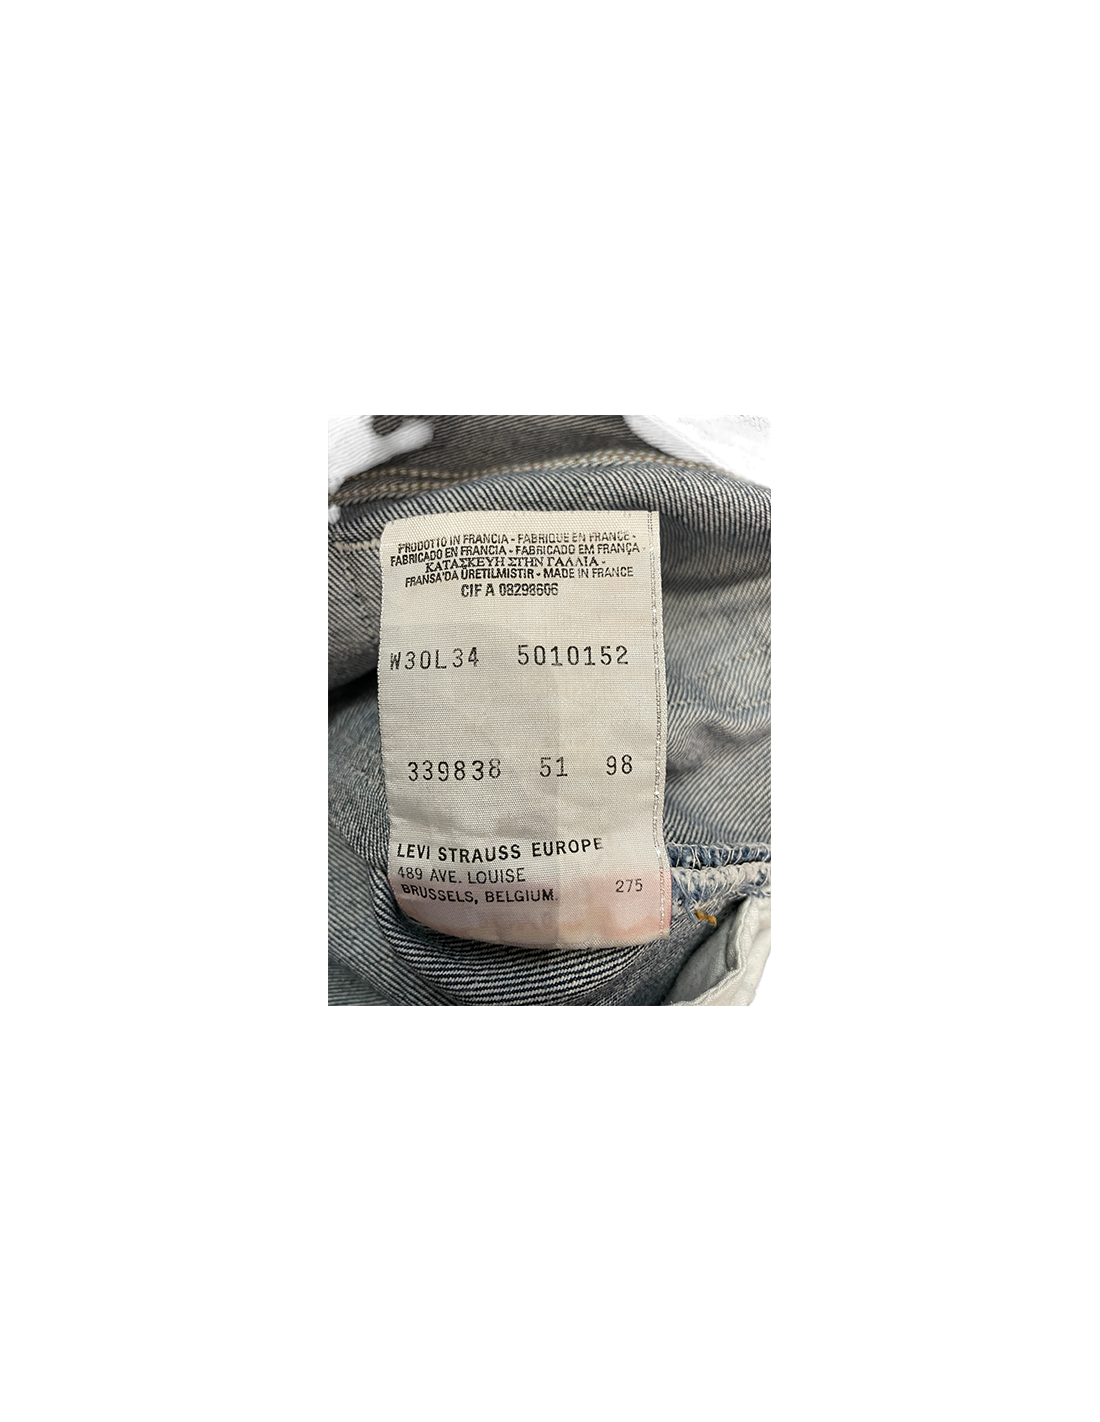 PRODOTTO IN FRANCIA - FABRIQUE EN FRANCE -
FABRICADO EN FRANCIA - FABRICADO EM FRANÇA -
ΚΑΤΑΣΚΕΥΗ ΣΤΗΝ ΓΑΛΛΙΑ -
FRANSA'DA ÜRETILMISTIR - MADE IN FRANCE
CIF A 08298606
W30L34 5010152
339838 51 98
LEVI STRAUSS EUROPE
489 AVE. LOUISE
BRUSSELS, BELGIUM. 275